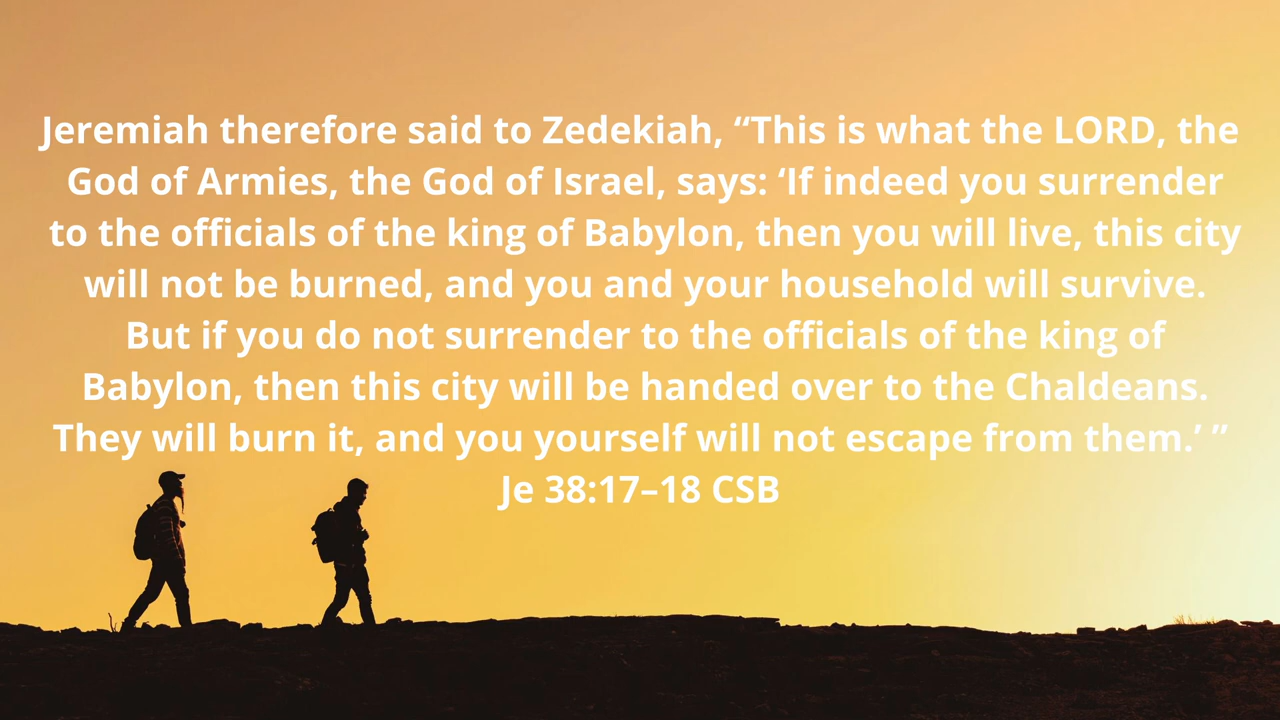 Jeremiah therefore said to Zedekiah, “This is what the LORD, the
God of Armies, the God of Israel, says: ‘If indeed you surrender
to the officials of the king of Babylon, then you will live, this city
will not be burned, and you and your household will survive.
But if you do not surrender to the officials of the king of
Babylon, then this city will be handed over to the Chaldeans.
They will burn it, and you yourself will not escape from them.’ ”
Je 38:17–18 CSB